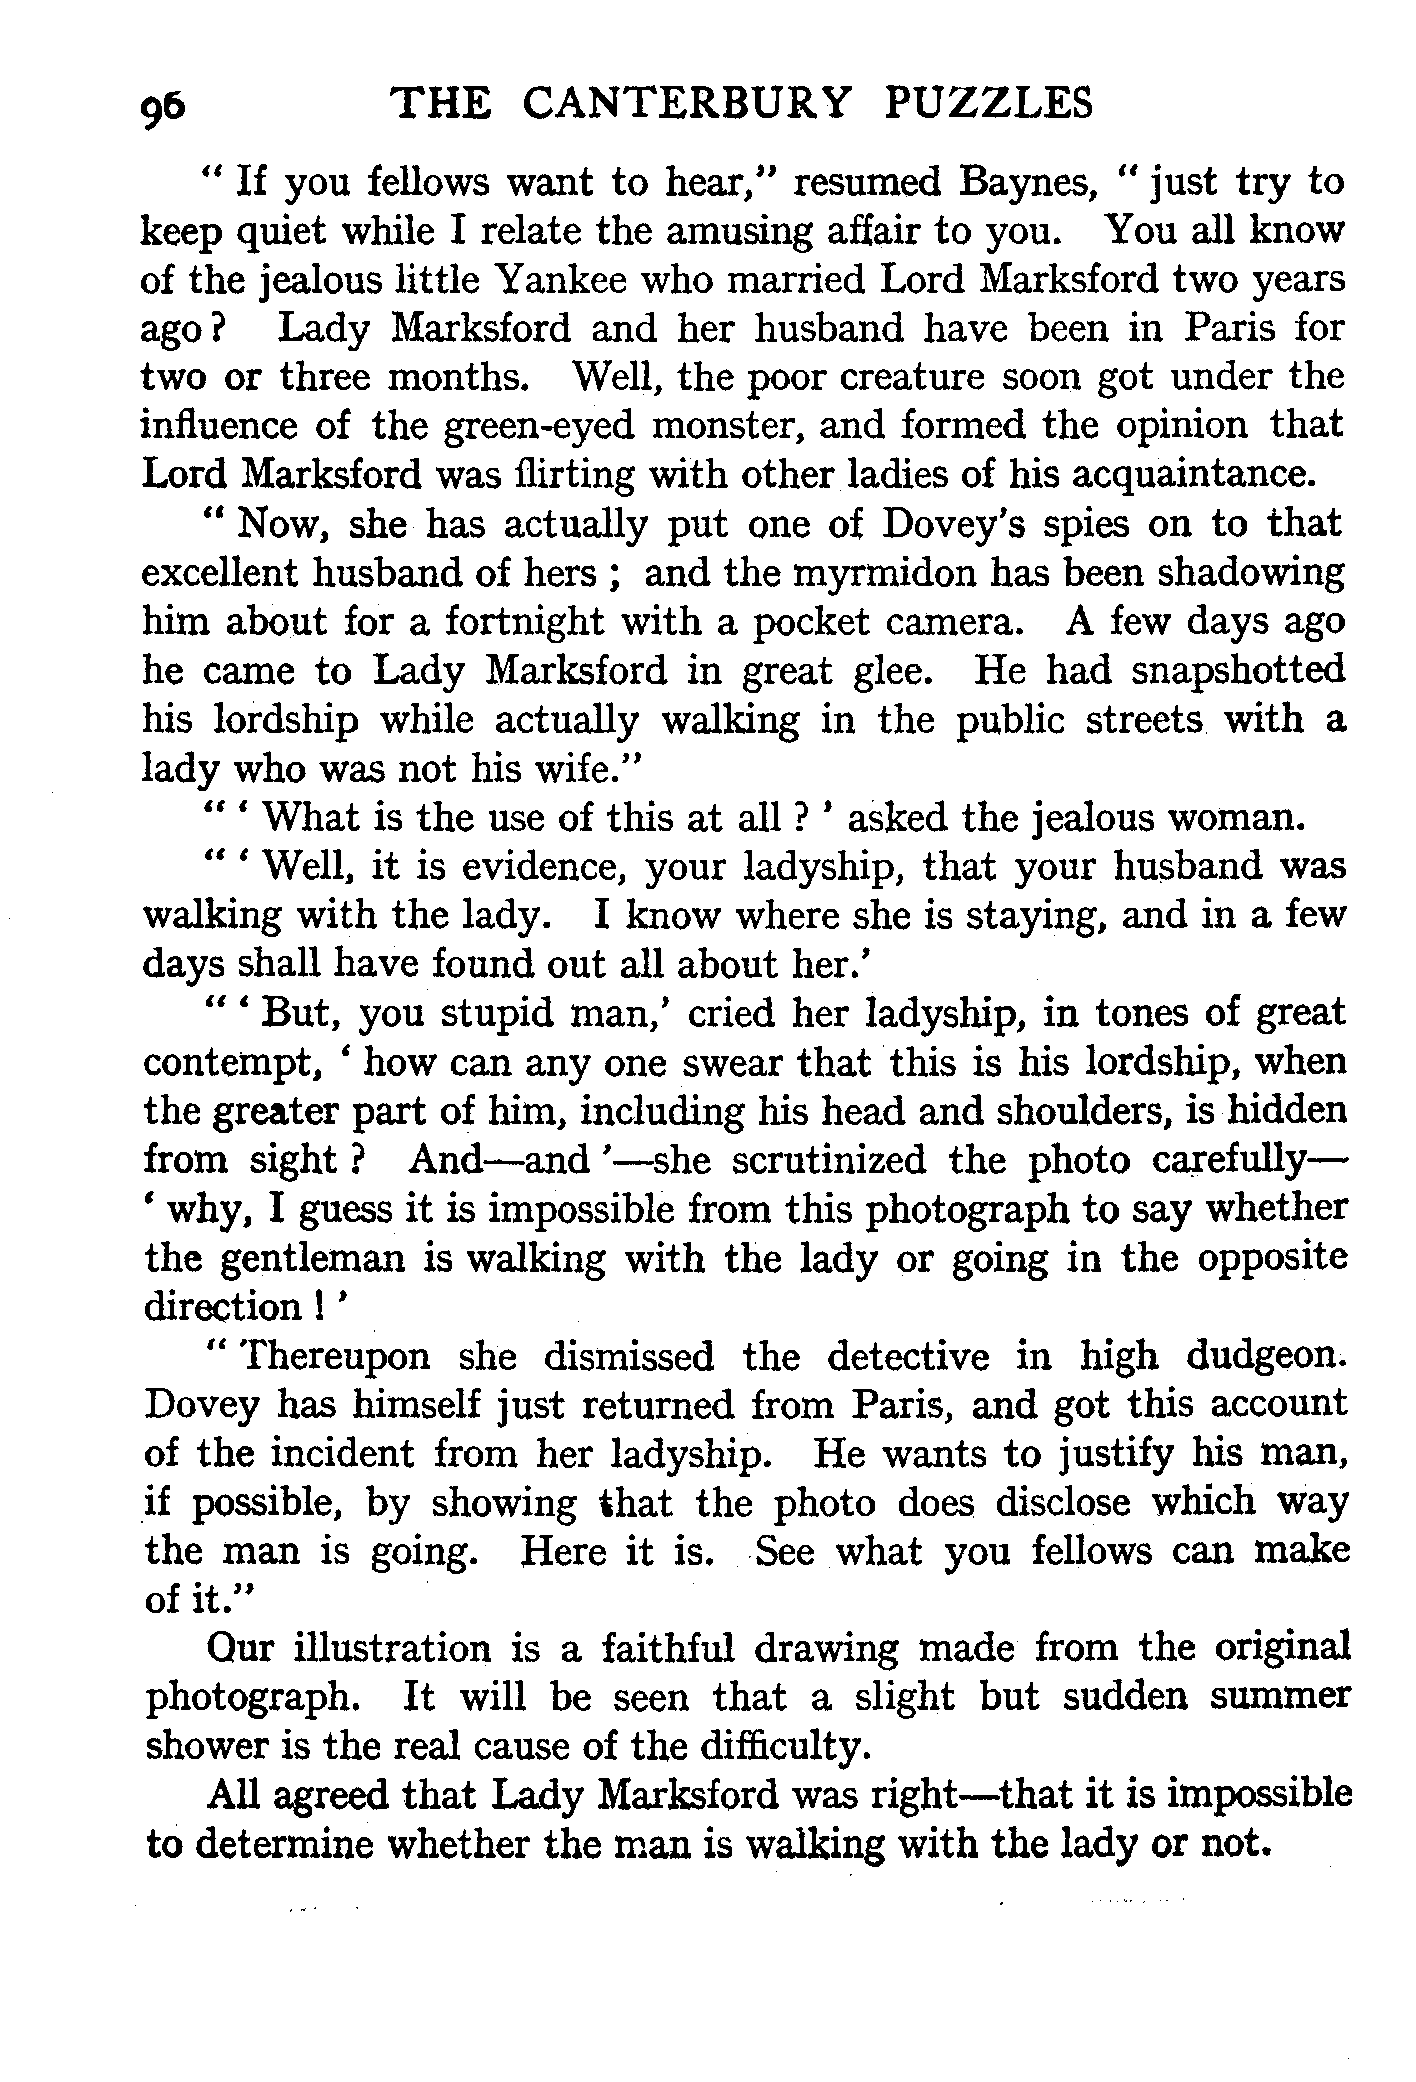 96 THE CANTERBURY PUZZLES
“ If you fellows want to hear,” resumed Baynes, “ just try to
keep quiet while I relate the amusing affair to you. You all know
of the jealous little Yankee who married Lord Marksford two years
ago ? Lady Marksford and her husband have been in Paris for
two or three months. Well, the poor creature soon got under the
influence of the green-eyed monster, and formed the opinion that
Lord Marksford was flirting with other ladies of his acquaintance.
“ Now, she has actually put one of Dovey’s spies on to that
excellent husband of hers ; and the myrmidon has been shadowing
him about for a fortnight with a pocket camera. A few days ago
he came to Lady Marksford in great glee. He had snapshotted
his lordship while actually walking in the public streets with a
lady who was not his wife.”
“ ‘ What is the use of this at all ? ’ asked the jealous woman.
“ ‘ Well, it is evidence, your ladyship, that your husband was
walking with the lady. I know where she is staying, and in a few
days shall have found out all about her.’
“ ‘ But, you stupid man,’ cried her ladyship, in tones of great
contempt, ‘ how can any one swear that this is his lordship, when
the greater part of him, including his head and shoulders, is hidden
from sight ? And—and ’—she scrutinized the photo carefully—
‘ why, I guess it is impossible from this photograph to say whether
the gentleman is walking with the lady or going in the opposite
direction ! ’
“ Thereupon she dismissed the detective in high dudgeon.
Dovey has himself just returned from Paris, and got this account
of the incident from her ladyship. He wants to justify his man,
if possible, by showing that the photo does disclose which way
the man is going. Here it is. See what you fellows can make
of it.”
Our illustration is a faithful drawing made from the original
photograph. It will be seen that a slight but sudden summer
shower is the real cause of the difficulty.
All agreed that Lady Marksford was right—that it is impossible
to determine whether the man is walking with the lady or not.